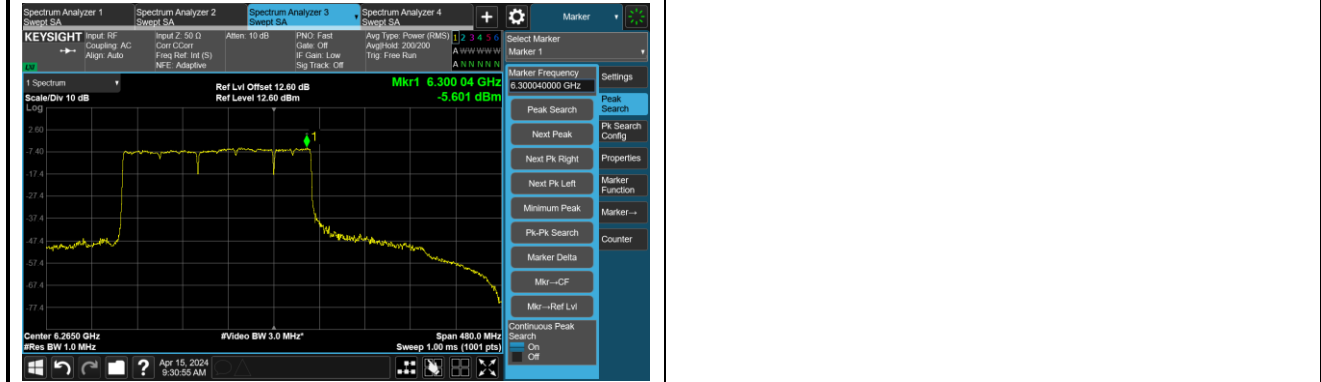 Spectrum Analyzer 1
Swept SA
Spectrum Analyzer 2
Swept SA
Spectrum Analyzer 3
Swept SA
Spectrum Analyzer 4
Swept SA
+
Marker
KEYSIGHT
Input: RF
Coupling: AC
Align: Auto
Input Z: 50 Ω
Corr CCorr
Freq Ref: Int (S)
NFE: Adaptive
Atten: 10 dB
PNO: Fast
Gate: Off
IF Gain: Low
Sig Track: Off
Avg Type: Power (RMS)
Avg|Hold: 200/200
Trig: Free Run
1 2 3 4 5 6
A W W W W W
A N N N N N
Select Marker
Marker 1
1 Spectrum
Scale/Div 10 dB
Log
Ref Lvl Offset 12.60 dB
Ref Level 12.60 dBm
Mkr1 6.300 04 GHz
-5.601 dBm
2.60
-7.40
-17.4
-27.4
-37.4
-47.4
-57.4
-67.4
-77.4
1
Center 6.2650 GHz
#Res BW 1.0 MHz
#Video BW 3.0 MHz*
Span 480.0 MHz
Sweep 1.00 ms (1001 pts)
Marker Frequency
6.300040000 GHz
Peak Search
Next Peak
Next Pk Right
Next Pk Left
Minimum Peak
Pk-Pk Search
Marker Delta
Mkr→CF
Mkr→Ref Lvl
Continuous Peak
Search
On
Off
Settings
Peak
Search
Pk Search
Config
Properties
Marker
Function
Marker→
Counter
?
Apr 15, 2024
9:30:55 AM